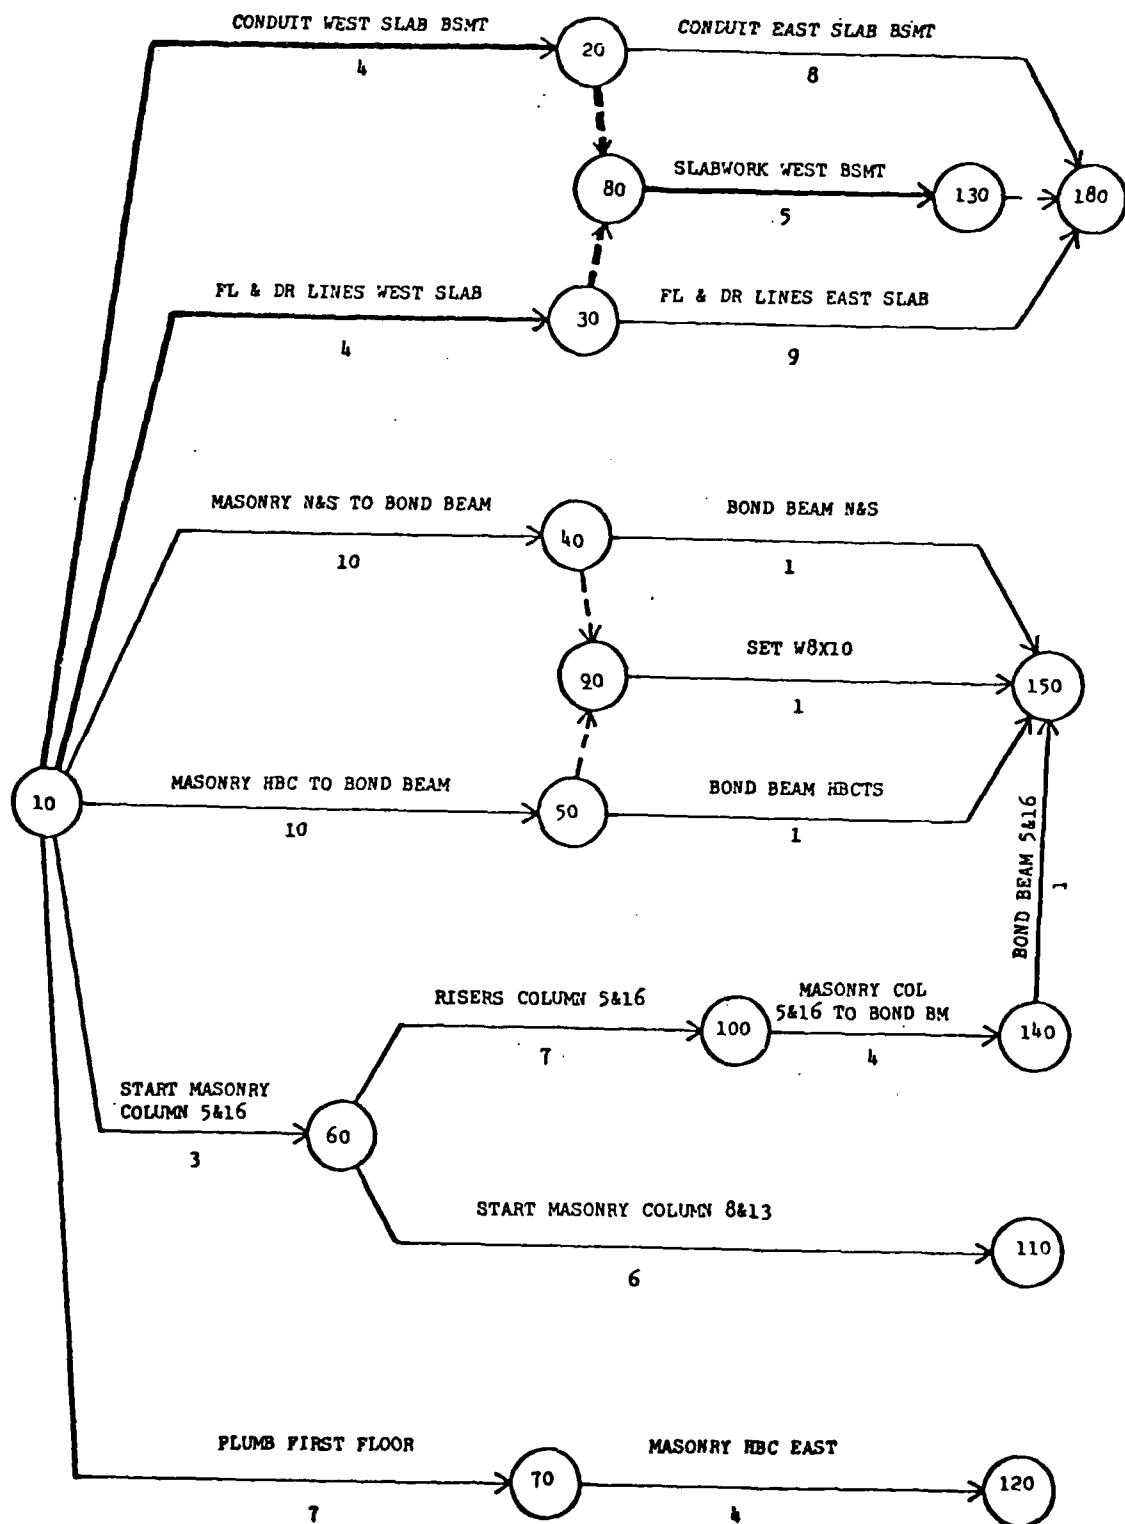 CONDUIT WEST SLAB BSMT
4
20
CONDUIT EAST SLAB BSMT
8
80
SLABWORK WEST BSMT
5
130
180
FL & DR LINES WEST SLAB
4
30
FL & DR LINES EAST SLAB
9
MASONRY N&S TO BOND BEAM
10
40
BOND BEAM N&S
1
90
SET W8X10
1
150
10
MASONRY HBC TO BOND BEAM
10
50
BOND BEAM HBCTS
1
BOND BEAM 5&16
1
RISERS COLUMN 5&16
7
100
MASONRY COL
5&16 TO BOND BM
4
140
START MASONRY
COLUMN 5&16
3
60
START MASONRY COLUMN 8&13
6
110
PLUMB FIRST FLOOR
7
70
MASONRY HBC EAST
4
120